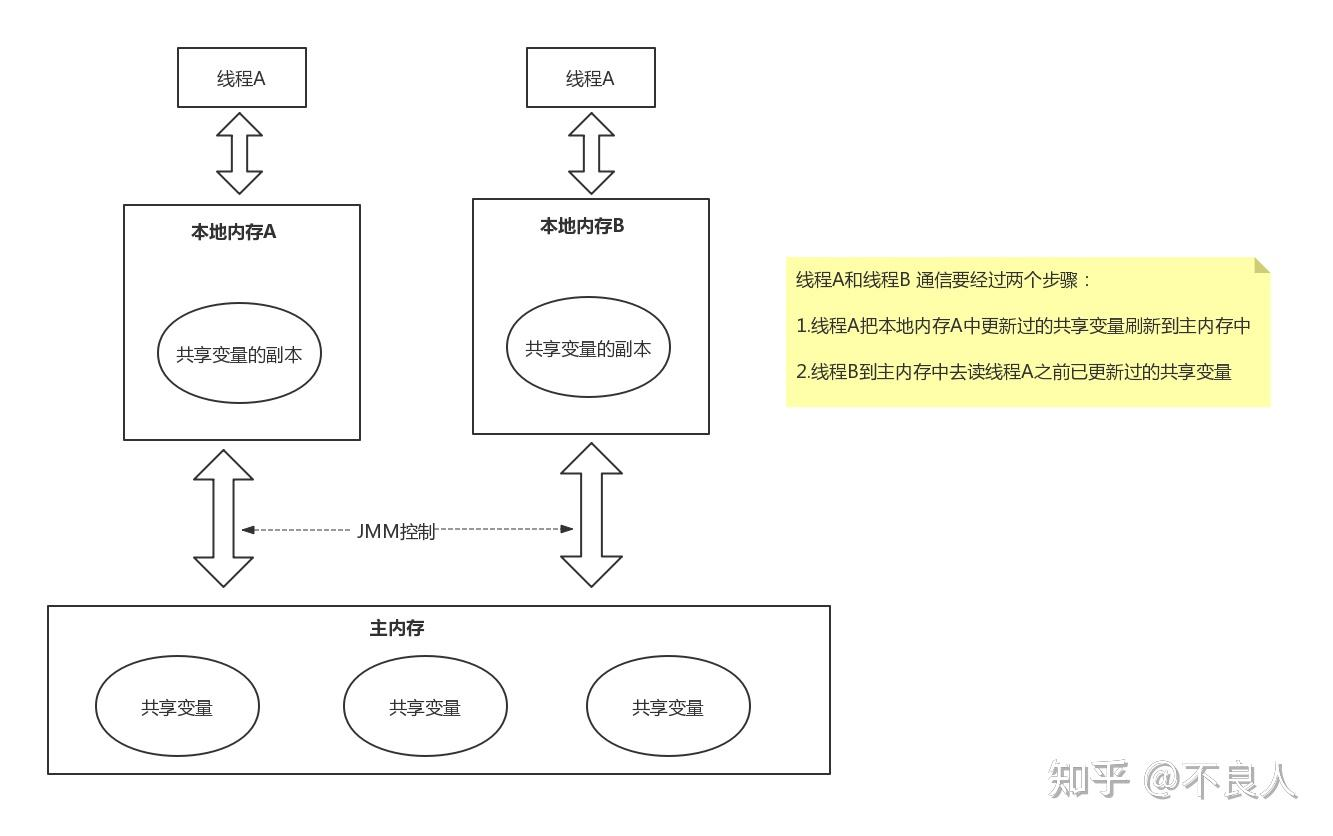 线程A
线程A
本地内存A
本地内存B
共享变量的副本
共享变量的副本
线程A和线程B 通信要经过两个步骤：
1.线程A把本地内存A中更新过的共享变量刷新到主内存中
2.线程B到主内存中去读线程A之前已更新过的共享变量
JMM控制
主内存
共享变量
共享变量
共享变量
知乎 @不良人